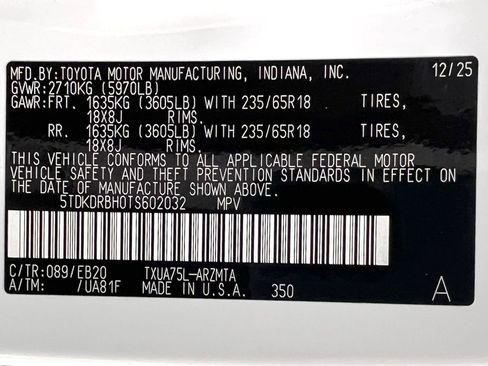 MFD.BY:TOYOTA MOTOR MANUFACTURING, INDIANA, INC. 12/25
GVWR:2710KG (5970LB)
GAWR:FRT. 1635KG (3605LB) WITH 235/65R18 TIRES,
18X8J RIMS.
RR. 1635KG (3605LB) WITH 235/65R18 TIRES,
18X8J RIMS.
THIS VEHICLE CONFORMS TO ALL APPLICABLE FEDERAL MOTOR
VEHICLE SAFETY AND THEFT PREVENTION STANDARDS IN EFFECT ON
THE DATE OF MANUFACTURE SHOWN ABOVE.
5TDKDRBH0TS602032 MPV
C/TR:089/EB20 TXUA75L-ARZMTA
A/TM: /UA81F MADE IN U.S.A. 350 A